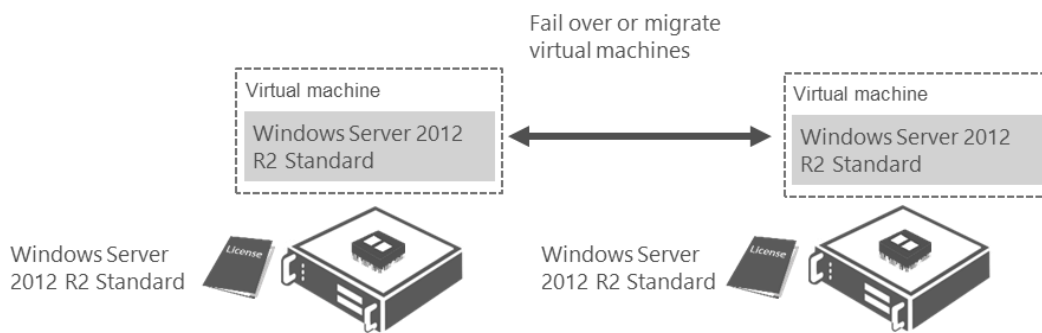 Fail over or migrate
virtual machines
Virtual machine
Windows Server 2012
R2 Standard
Virtual machine
Windows Server 2012
R2 Standard
Windows Server
2012 R2 Standard
License
Windows Server
2012 R2 Standard
License